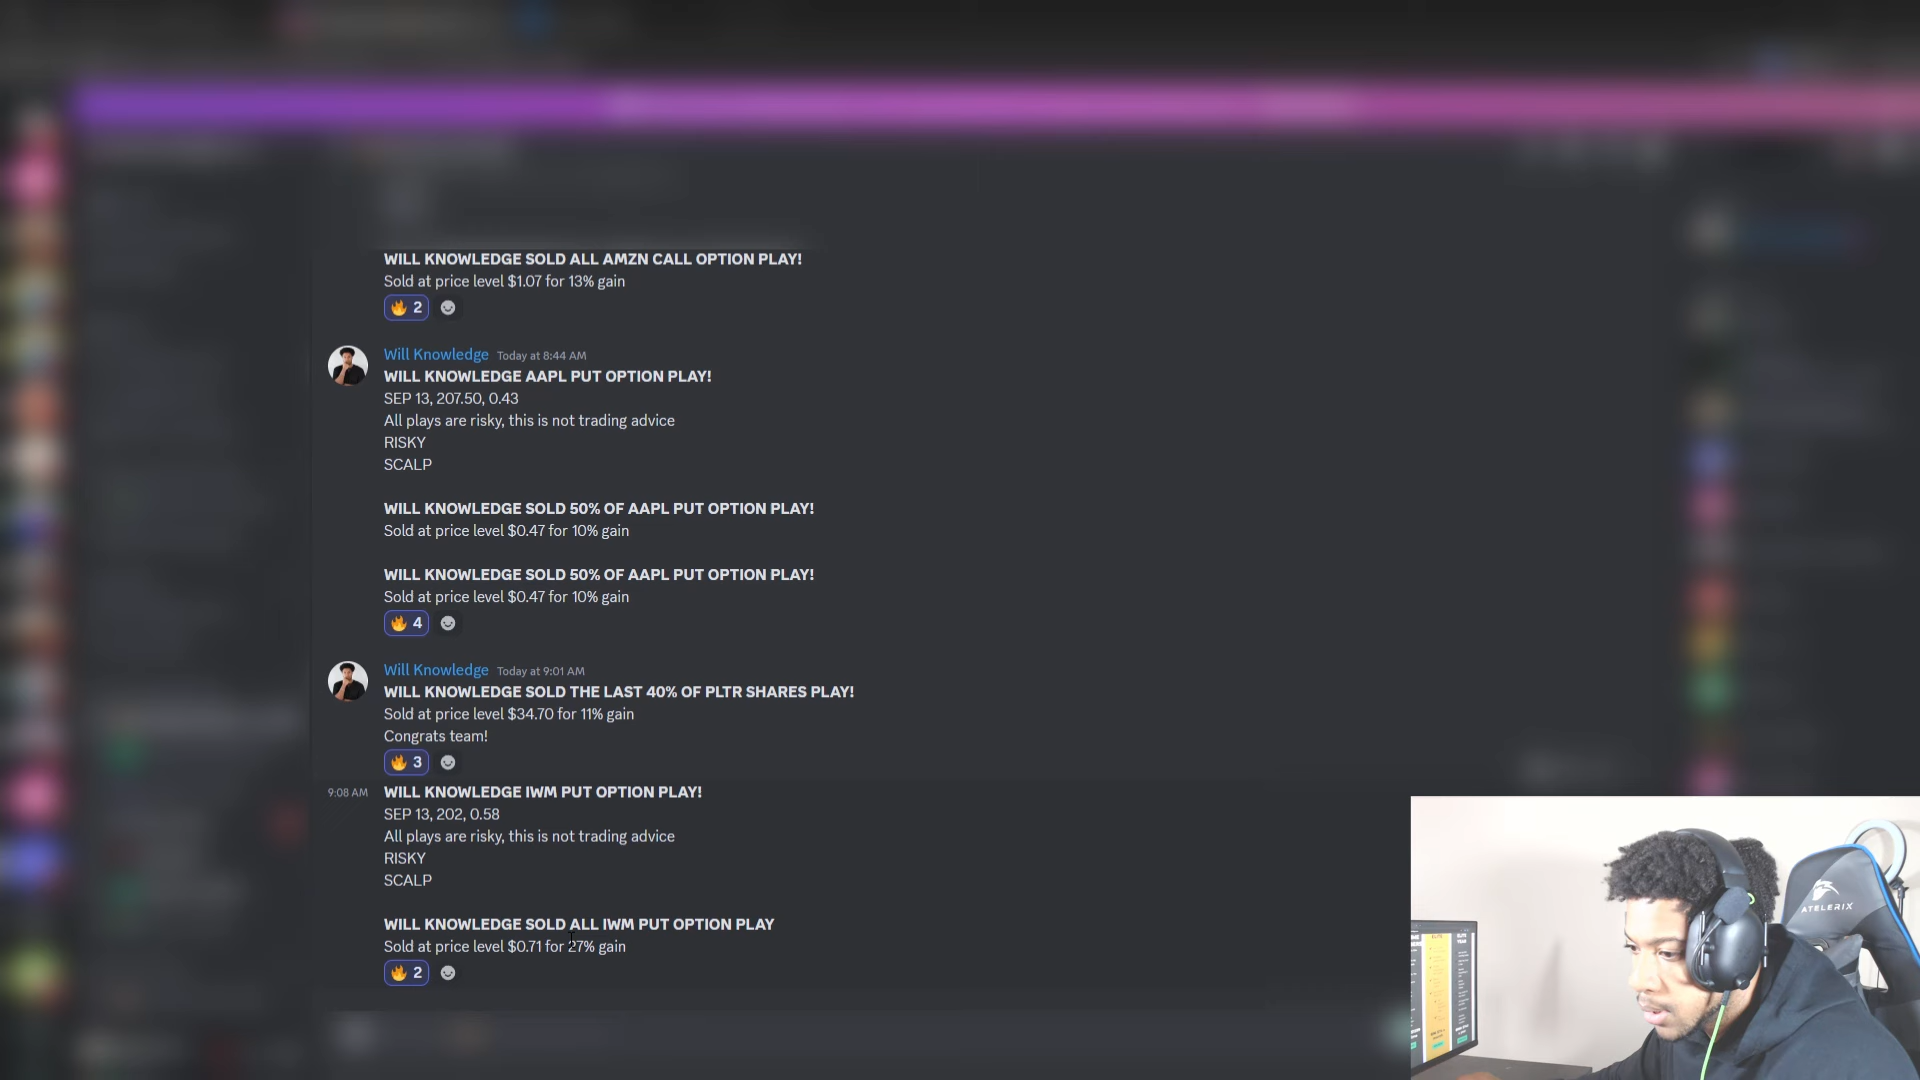 WILL KNOWLEDGE SOLD ALL AMZN CALL OPTION PLAY!
Sold at price level $1.07 for 13% gain
🔥 2
Will Knowledge Today at 8:44 AM
WILL KNOWLEDGE AAPL PUT OPTION PLAY!
SEP 13, 207.50, 0.43
All plays are risky, this is not trading advice
RISKY
SCALP
WILL KNOWLEDGE SOLD 50% OF AAPL PUT OPTION PLAY!
Sold at price level $0.47 for 10% gain
WILL KNOWLEDGE SOLD 50% OF AAPL PUT OPTION PLAY!
Sold at price level $0.47 for 10% gain
🔥 4
Will Knowledge Today at 9:01 AM
WILL KNOWLEDGE SOLD THE LAST 40% OF PLTR SHARES PLAY!
Sold at price level $34.70 for 11% gain
Congrats team!
🔥 3
9:08 AM WILL KNOWLEDGE IWM PUT OPTION PLAY!
SEP 13, 202, 0.58
All plays are risky, this is not trading advice
RISKY
SCALP
WILL KNOWLEDGE SOLD ALL IWM PUT OPTION PLAY
Sold at price level $0.71 for 27% gain
🔥 2
ATELERIX